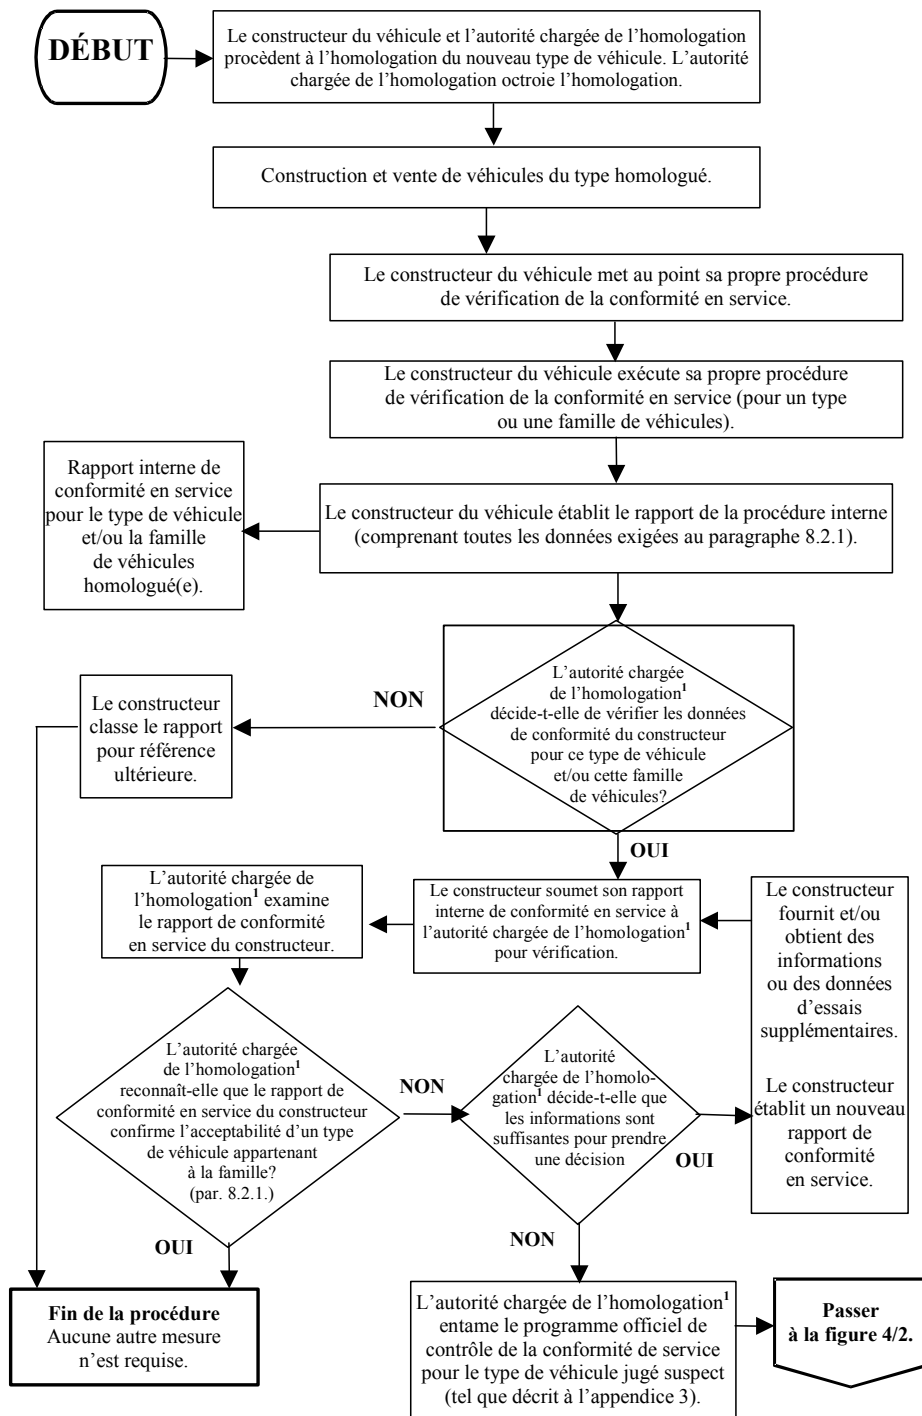 DÉBUT
Le constructeur du véhicule et l'autorité chargée de l'homologation
procèdent à l'homologation du nouveau type de véhicule. L'autorité
chargée de l'homologation octroie l'homologation.
Construction et vente de véhicules du type homologué.
Le constructeur du véhicule met au point sa propre procédure
de vérification de la conformité en service.
Le constructeur du véhicule exécute sa propre procédure
de vérification de la conformité en service (pour un type
ou une famille de véhicules).
Rapport interne de
conformité en service
pour le type de véhicule
et/ou la famille
de véhicules
homologué(e).
Le constructeur du véhicule établit le rapport de la procédure interne
(comprenant toutes les données exigées au paragraphe 8.2.1).
L'autorité chargée
de l'homologation¹
décide-t-elle de vérifier les données
de conformité du constructeur
pour ce type de véhicule
et/ou cette famille
de véhicules?
NON
Le constructeur
classe le rapport
pour référence
ultérieure.
OUI
L'autorité chargée de
l'homologation¹ examine
le rapport de conformité
en service du constructeur.
Le constructeur soumet son rapport
interne de conformité en service à
l'autorité chargée de l'homologation¹
pour vérification.
Le constructeur
fournit et/ou
obtient des
informations
ou des données
d'essais
supplémentaires.
Le constructeur
établit un nouveau
rapport de
conformité
en service.
L'autorité chargée
de l'homologation¹
reconnaît-elle que le rapport de
conformité en service du constructeur
confirme l'acceptabilité d'un type
de véhicule appartenant
à la famille?
(par. 8.2.1.)
NON
L'autorité
chargée de l'homolo-
gation¹ décide-t-elle que
les informations sont
suffisantes pour prendre
une décision
OUI
OUI
NON
Fin de la procédure
Aucune autre mesure
n'est requise.
L'autorité chargée de l'homologation¹
entame le programme officiel de
contrôle de la conformité de service
pour le type de véhicule jugé suspect
(tel que décrit à l'appendice 3).
Passer
à la figure 4/2.